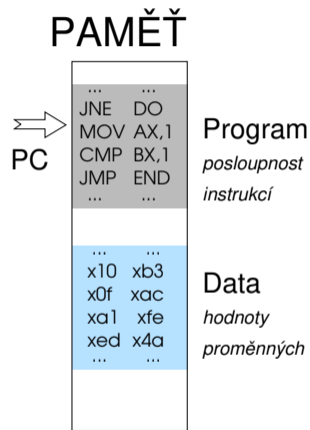 PAMĚŤ
... ...
JNE DO
MOV AX,1
CMP BX,1
JMP END
... ...
PC
Program
posloupnost
instrukcí
... ...
x10 xb3
x0f xac
xa1 xfe
xed x4a
... ...
Data
hodnoty
proměnných